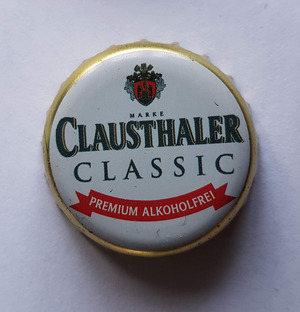 MARKE
CLAUSTHALER
CLASSIC
PREMIUM ALKOHOLFREI